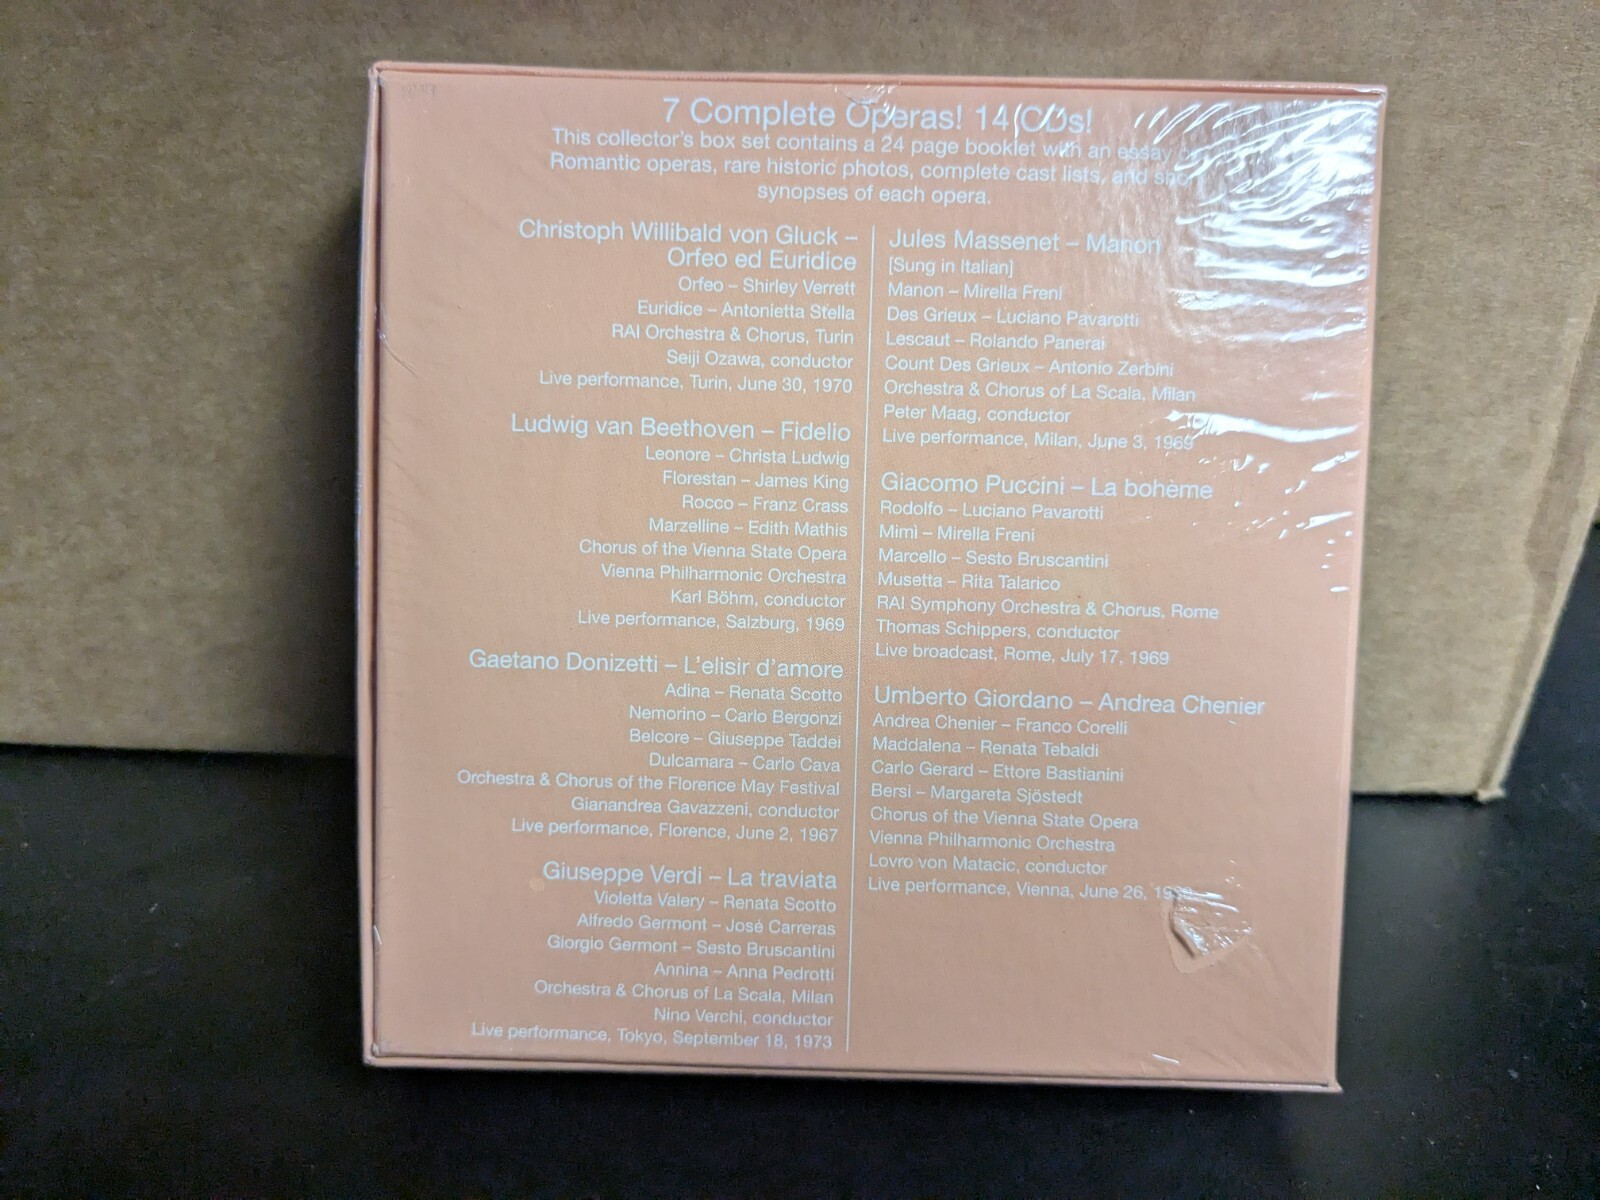 7 Complete Operas! 14 CDs!
This collector's box set contains a 24 page booklet with an essay
Romantic operas, rare historic photos, complete cast lists, and
synopses of each opera.
Christoph Willibald von Gluck –
Orfeo ed Euridice
Orfeo – Shirley Verrett
Euridice – Antonietta Stella
RAI Orchestra & Chorus, Turin
Seiji Ozawa, conductor
Live performance, Turin, June 30, 1970
Ludwig van Beethoven – Fidelio
Leonore – Christa Ludwig
Florestan – James King
Rocco – Franz Crass
Marzelline – Edith Mathis
Chorus of the Vienna State Opera
Vienna Philharmonic Orchestra
Karl Böhm, conductor
Live performance, Salzburg, 1969
Gaetano Donizetti – L'elisir d'amore
Adina – Renata Scotto
Nemorino – Carlo Bergonzi
Belcore – Giuseppe Taddei
Dulcamara – Carlo Cava
Orchestra & Chorus of the Florence May Festival
Gianandrea Gavazzeni, conductor
Live performance, Florence, June 2, 1967
Giuseppe Verdi – La traviata
Violetta Valery – Renata Scotto
Alfredo Germont – José Carreras
Giorgio Germont – Sesto Bruscantini
Annina – Anna Pedrotti
Orchestra & Chorus of La Scala, Milan
Nino Verchi, conductor
Live performance, Tokyo, September 18, 1973
Jules Massenet – Manon
[Sung in Italian]
Manon – Mirella Freni
Des Grieux – Luciano Pavarotti
Lescaut – Rolando Panerai
Count Des Grieux – Antonio Zerbini
Orchestra & Chorus of La Scala, Milan
Peter Maag, conductor
Live performance, Milan, June 3, 1969
Giacomo Puccini – La bohème
Rodolfo – Luciano Pavarotti
Mimì – Mirella Freni
Marcello – Sesto Bruscantini
Musetta – Rita Talarico
RAI Symphony Orchestra & Chorus, Rome
Thomas Schippers, conductor
Live broadcast, Rome, July 17, 1969
Umberto Giordano – Andrea Chenier
Andrea Chenier – Franco Corelli
Maddalena – Renata Tebaldi
Carlo Gerard – Ettore Bastianini
Bersi – Margareta Sjöstedt
Chorus of the Vienna State Opera
Vienna Philharmonic Orchestra
Lovro von Matacic, conductor
Live performance, Vienna, June 26,